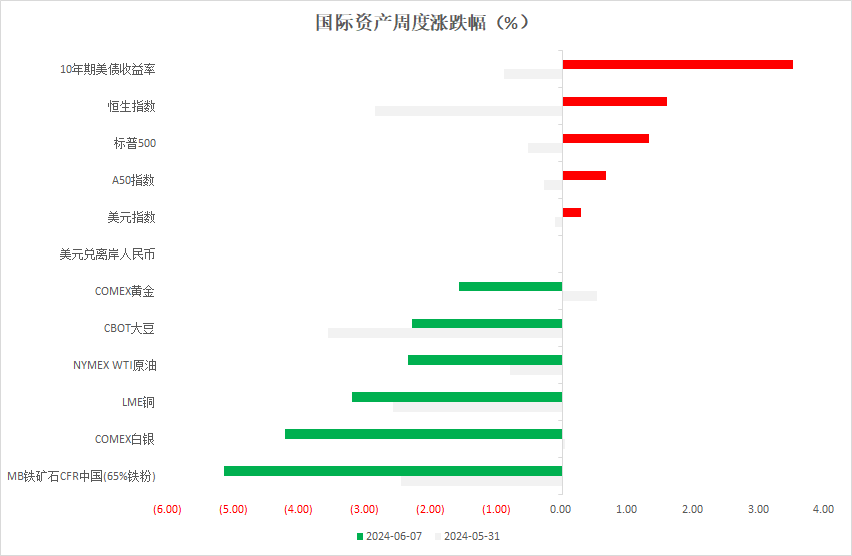 国际资产周度涨跌幅（%）
10年期美债收益率
恒生指数
标普500
A50指数
美元指数
美元兑离岸人民币
COMEX黄金
CBOT大豆
NYMEX WTI原油
LME铜
COMEX白银
MB铁矿石CFR中国(65%铁粉)
(6.00) (5.00) (4.00) (3.00) (2.00) (1.00) 0.00 1.00 2.00 3.00 4.00
2024-06-07 2024-05-31